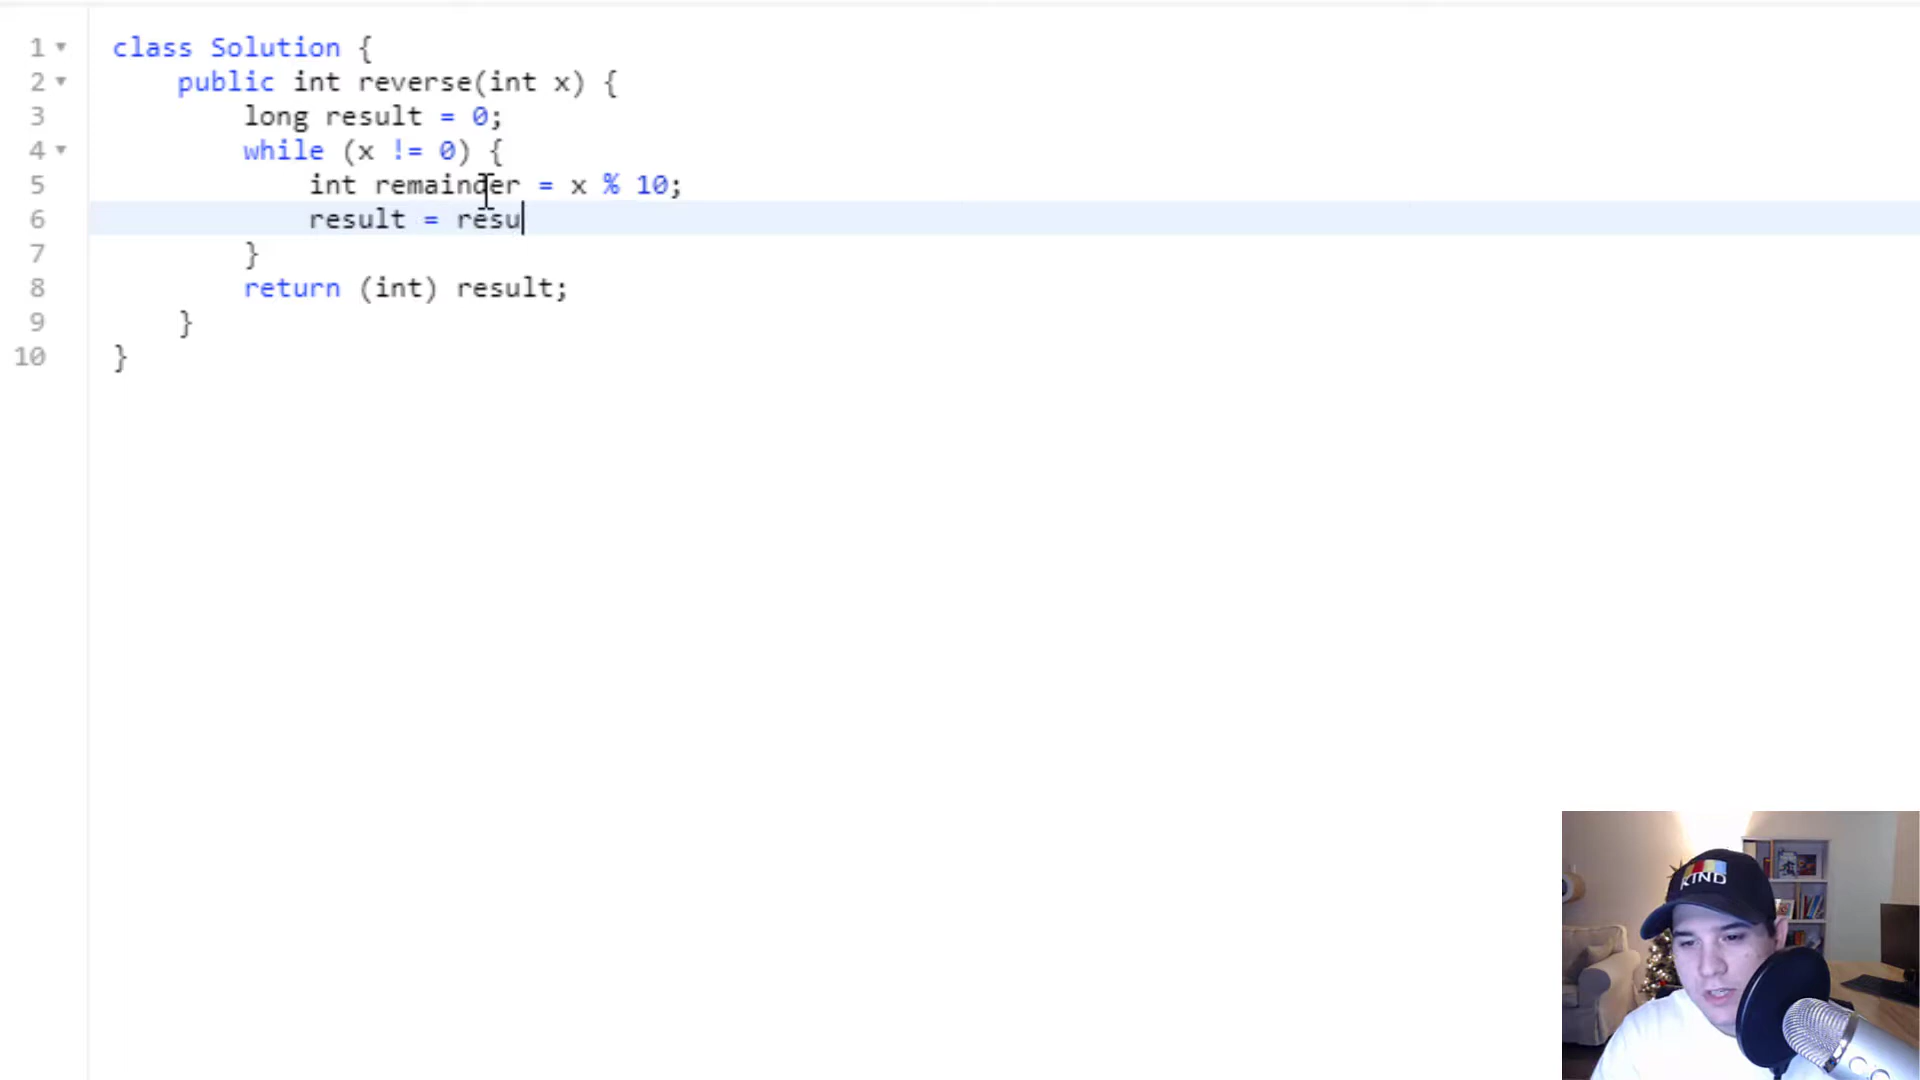 1 class Solution {
2 public int reverse(int x) {
3 long result = 0;
4 while (x != 0) {
5 int remainder = x % 10;
6 result = resu
7 }
8 return (int) result;
9 }
10 }
KIND